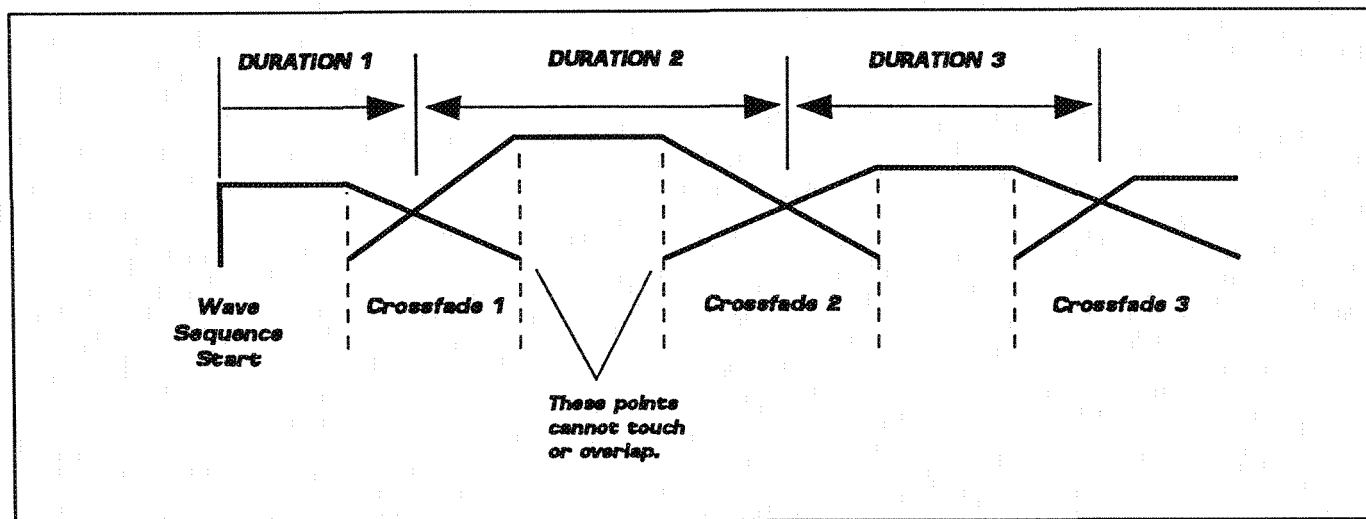 DURATION 1
DURATION 2
DURATION 3
Wave
Sequence
Start
Crossfade 1
Crossfade 2
Crossfade 3
These points
cannot touch
or overlap.